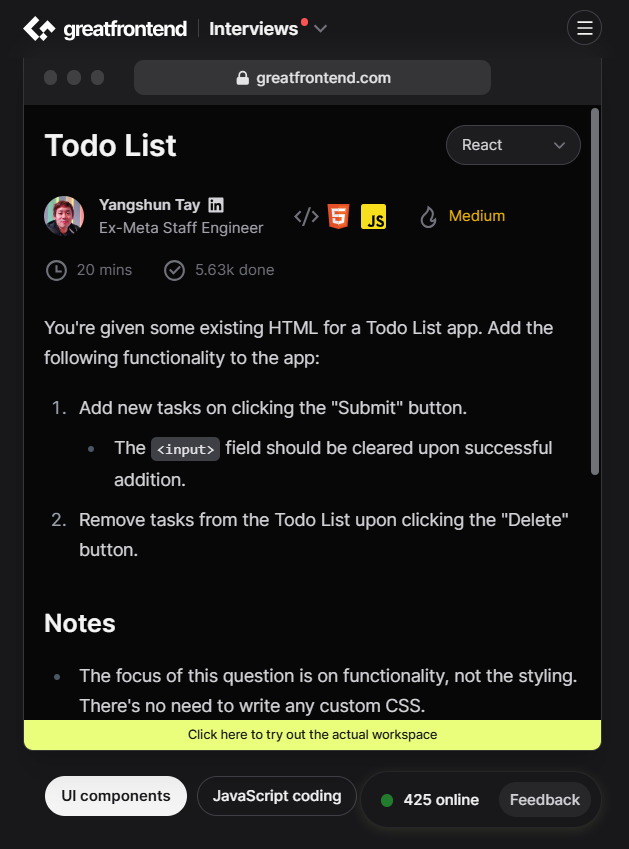 greatfrontend Interviews
greatfrontend.com
Todo List
React
Yangshun Tay in
Ex-Meta Staff Engineer
</> 5 JS Medium
20 mins 5.63k done
You're given some existing HTML for a Todo List app. Add the
following functionality to the app:
1. Add new tasks on clicking the "Submit" button.
• The <input> field should be cleared upon successful
addition.
2. Remove tasks from the Todo List upon clicking the "Delete"
button.
Notes
• The focus of this question is on functionality, not the styling.
There's no need to write any custom CSS.
Click here to try out the actual workspace
UI components JavaScript coding 425 online Feedback